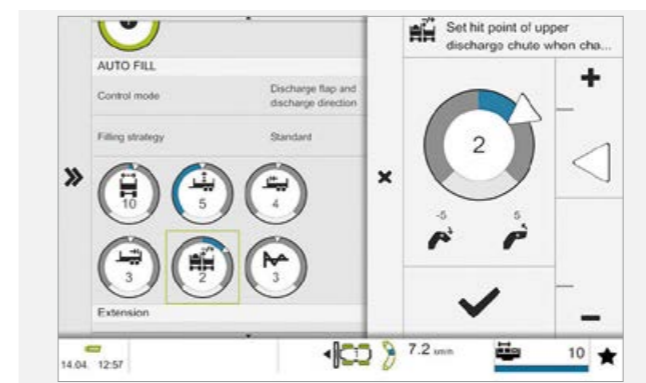 Set hit point of upper
discharge chute when cha...
AUTO FILL
Control mode
Discharge flap and
discharge direction
Filling strategy
Standard
10
5
4
3
2
3
Extension
2
-5
5
14.04. 12:57
1
7.2 km/h
10